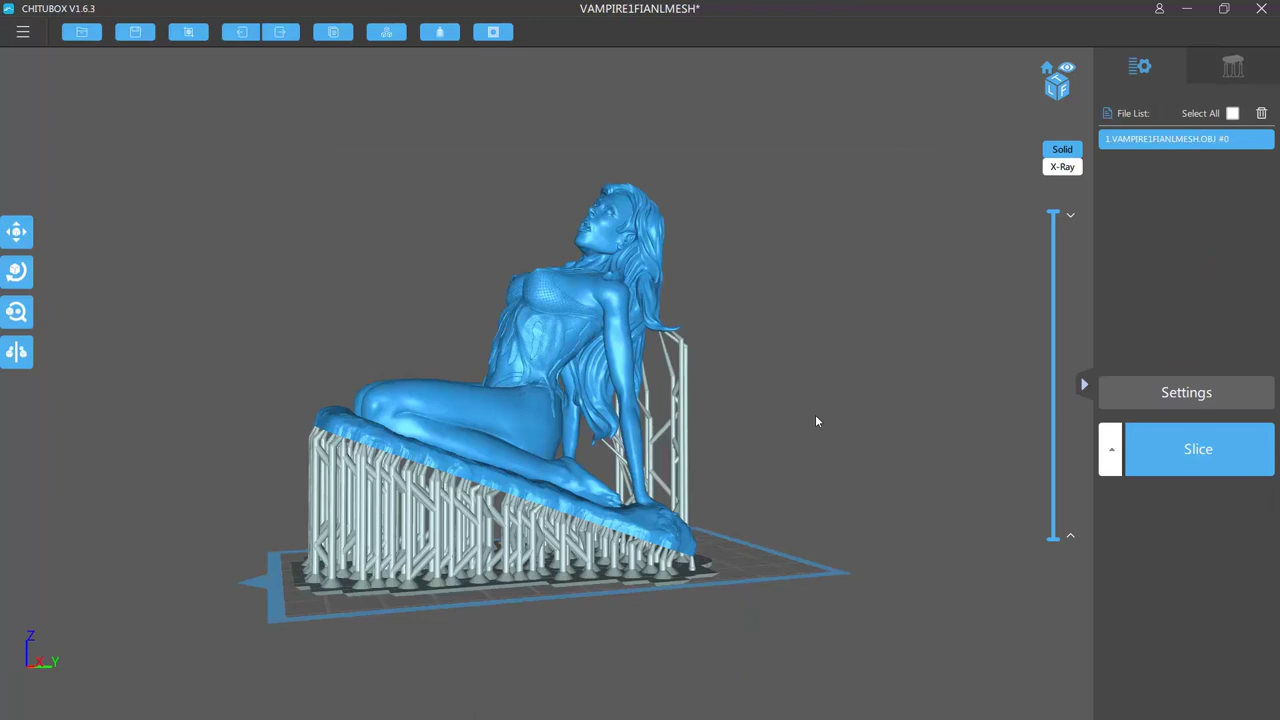 CHITUBOX V1.6.3
VAMPIRE1FIANLMESH*
File List:
Select All
1.VAMPIRE1FIANLMESH.OBJ #0
Solid
X-Ray
T
L F
Settings
Slice
Z
X Y